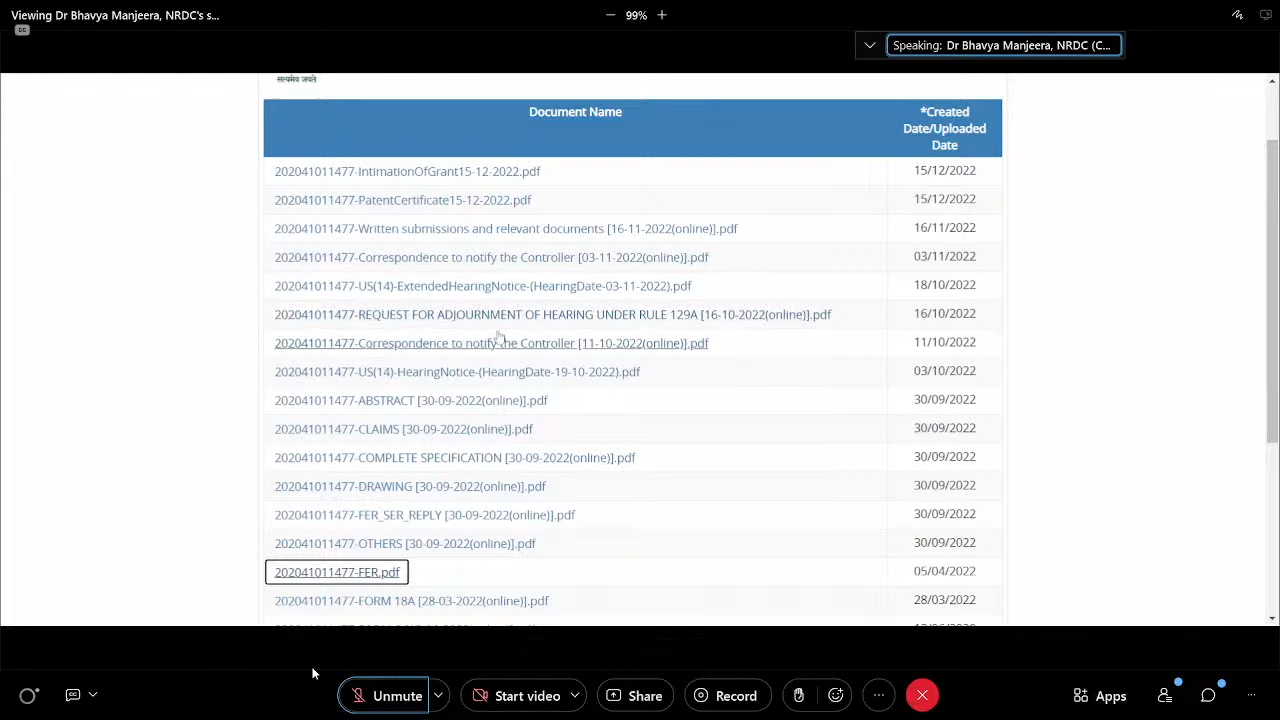 Viewing Dr Bhavya Manjeera, NRDC's s...
99%
Speaking: Dr Bhavya Manjeera, NRDC (C...
सत्यमेव जयते
Document Name
*Created Date/Uploaded Date
202041011477-IntimationOfGrant15-12-2022.pdf 15/12/2022
202041011477-PatentCertificate15-12-2022.pdf 15/12/2022
202041011477-Written submissions and relevant documents [16-11-2022(online)].pdf 16/11/2022
202041011477-Correspondence to notify the Controller [03-11-2022(online)].pdf 03/11/2022
202041011477-US(14)-ExtendedHearingNotice-(HearingDate-03-11-2022).pdf 18/10/2022
202041011477-REQUEST FOR ADJOURNMENT OF HEARING UNDER RULE 129A [16-10-2022(online)].pdf 16/10/2022
202041011477-Correspondence to notify the Controller [11-10-2022(online)].pdf 11/10/2022
202041011477-US(14)-HearingNotice-(HearingDate-19-10-2022).pdf 03/10/2022
202041011477-ABSTRACT [30-09-2022(online)].pdf 30/09/2022
202041011477-CLAIMS [30-09-2022(online)].pdf 30/09/2022
202041011477-COMPLETE SPECIFICATION [30-09-2022(online)].pdf 30/09/2022
202041011477-DRAWING [30-09-2022(online)].pdf 30/09/2022
202041011477-FER_SER_REPLY [30-09-2022(online)].pdf 30/09/2022
202041011477-OTHERS [30-09-2022(online)].pdf 30/09/2022
202041011477-FER.pdf 05/04/2022
202041011477-FORM 18A [28-03-2022(online)].pdf 28/03/2022
Unmute
Start video
Share
Record
Apps